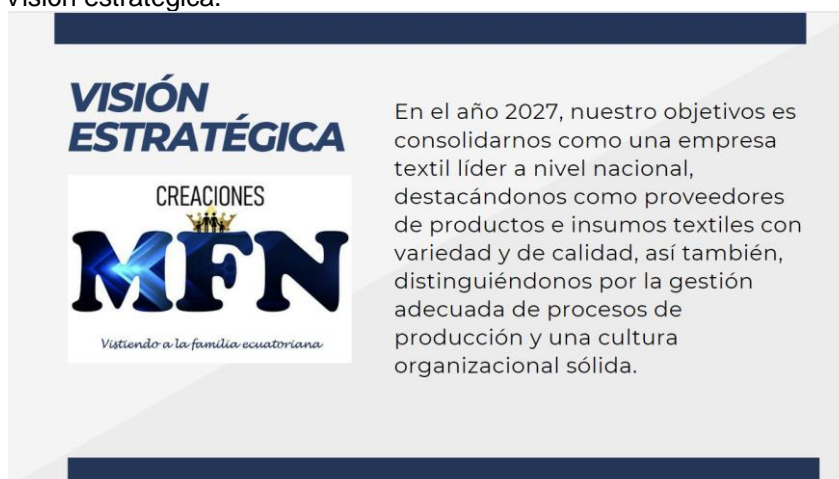 Visión estratégica.
VISIÓN
ESTRATÉGICA
CREACIONES
MFN
Vistiendo a la familia ecuatoriana
En el año 2027, nuestro objetivos es
consolidarnos como una empresa
textil líder a nivel nacional,
destacándonos como proveedores
de productos e insumos textiles con
variedad y de calidad, así también,
distinguiéndonos por la gestión
adecuada de procesos de
producción y una cultura
organizacional sólida.